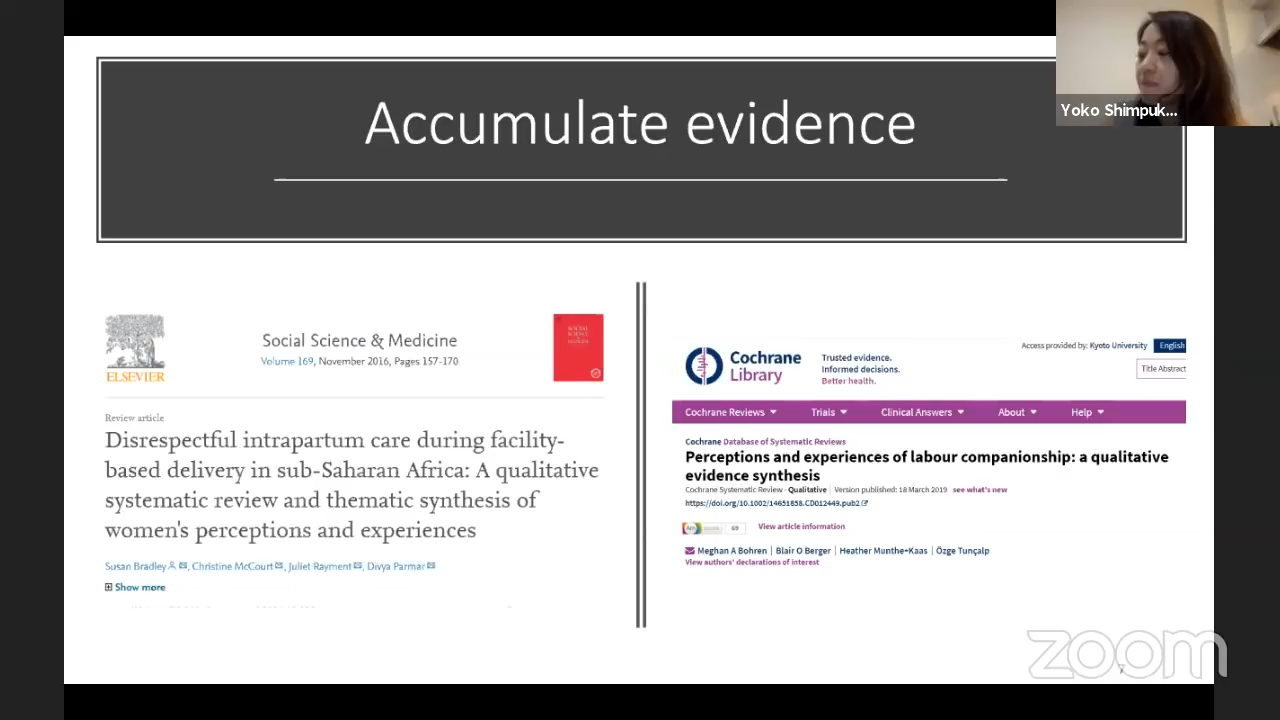 Yoko Shimpuk...
Accumulate evidence
ELSEVIER
Social Science & Medicine
Volume 169, November 2016, Pages 157-170
SOCIAL
SCIENCE
Review article
Disrespectful intrapartum care during facility-
based delivery in sub-Saharan Africa: A qualitative
systematic review and thematic synthesis of
women's perceptions and experiences
Susan Bradley, Christine McCourt, Juliet Rayment, Divya Parmar
Show more
Access provided by: Kyoto University English
Cochrane
Library
Trusted evidence.
Informed decisions.
Better health.
Title Abstract
Cochrane Reviews Trials Clinical Answers About Help
Cochrane Database of Systematic Reviews
Perceptions and experiences of labour companionship: a qualitative
evidence synthesis
Cochrane Systematic Review - Qualitative | Version published: 18 March 2019 see what's new
https://doi.org/10.1002/14651858.CD012449.pub2
69 View article information
Meghan A Bohren | Blair O Berger | Heather Munthe-Kaas | Özge Tunçalp
View authors' declarations of interest
zoom